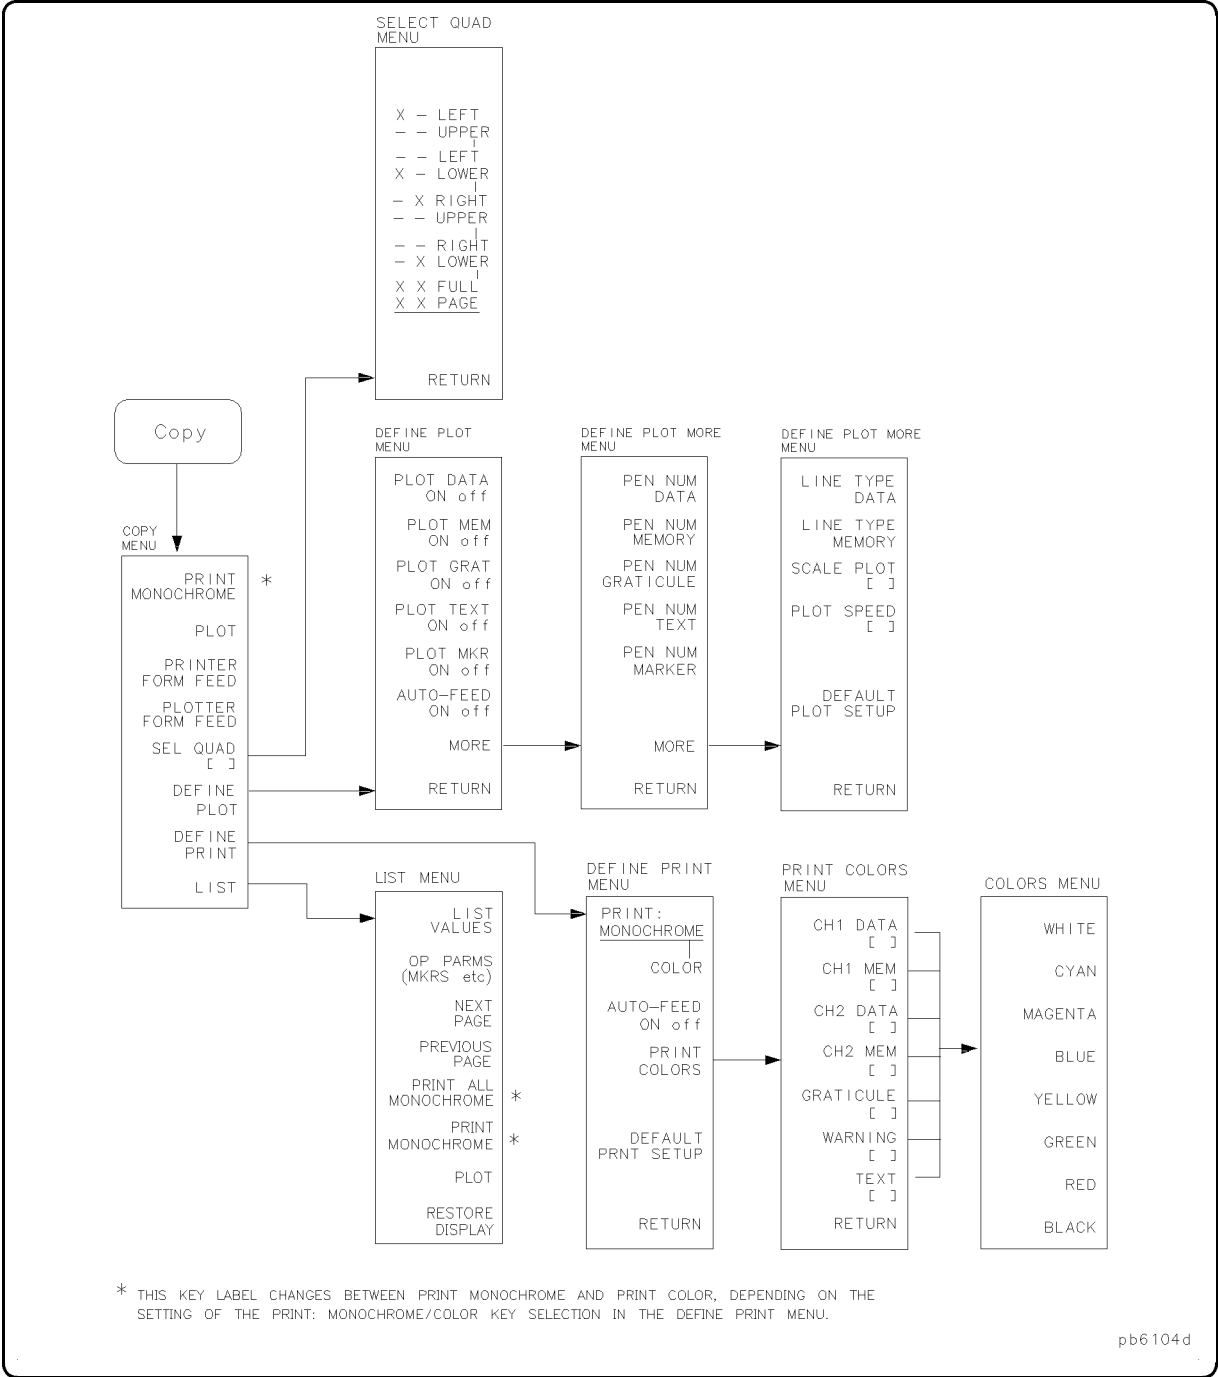 SELECT QUAD
MENU
X - LEFT
- - UPPER
- - LEFT
X - LOWER
- X RIGHT
- - UPPER
- - RIGHT
- X LOWER
X X FULL
X X PAGE
RETURN
Copy
COPY
MENU
PRINT
MONOCHROME *
PLOT
PRINTER
FORM FEED
PLOTTER
FORM FEED
SEL QUAD
[ ]
DEFINE
PLOT
DEFINE
PRINT
LIST
DEFINE PLOT
MENU
PLOT DATA
ON off
PLOT MEM
ON off
PLOT GRAT
ON off
PLOT TEXT
ON off
PLOT MKR
ON off
AUTO-FEED
ON off
MORE
RETURN
DEFINE PLOT MORE
MENU
PEN NUM
DATA
PEN NUM
MEMORY
PEN NUM
GRATICULE
PEN NUM
TEXT
PEN NUM
MARKER
MORE
RETURN
DEFINE PLOT MORE
MENU
LINE TYPE
DATA
LINE TYPE
MEMORY
SCALE PLOT
[ ]
PLOT SPEED
[ ]
DEFAULT
PLOT SETUP
RETURN
LIST MENU
LIST
VALUES
OP PARMS
(MKRS etc)
NEXT
PAGE
PREVIOUS
PAGE
PRINT ALL
MONOCHROME *
PRINT
MONOCHROME *
PLOT
RESTORE
DISPLAY
DEFINE PRINT
MENU
PRINT:
MONOCHROME
COLOR
AUTO-FEED
ON off
PRINT
COLORS
DEFAULT
PRNT SETUP
RETURN
PRINT COLORS
MENU
CH1 DATA
[ ]
CH1 MEM
[ ]
CH2 DATA
[ ]
CH2 MEM
[ ]
GRATICULE
[ ]
WARNING
[ ]
TEXT
[ ]
RETURN
COLORS MENU
WHITE
CYAN
MAGENTA
BLUE
YELLOW
GREEN
RED
BLACK
* THIS KEY LABEL CHANGES BETWEEN PRINT MONOCHROME AND PRINT COLOR, DEPENDING ON THE
SETTING OF THE PRINT: MONOCHROME/COLOR KEY SELECTION IN THE DEFINE PRINT MENU.
pb6104d